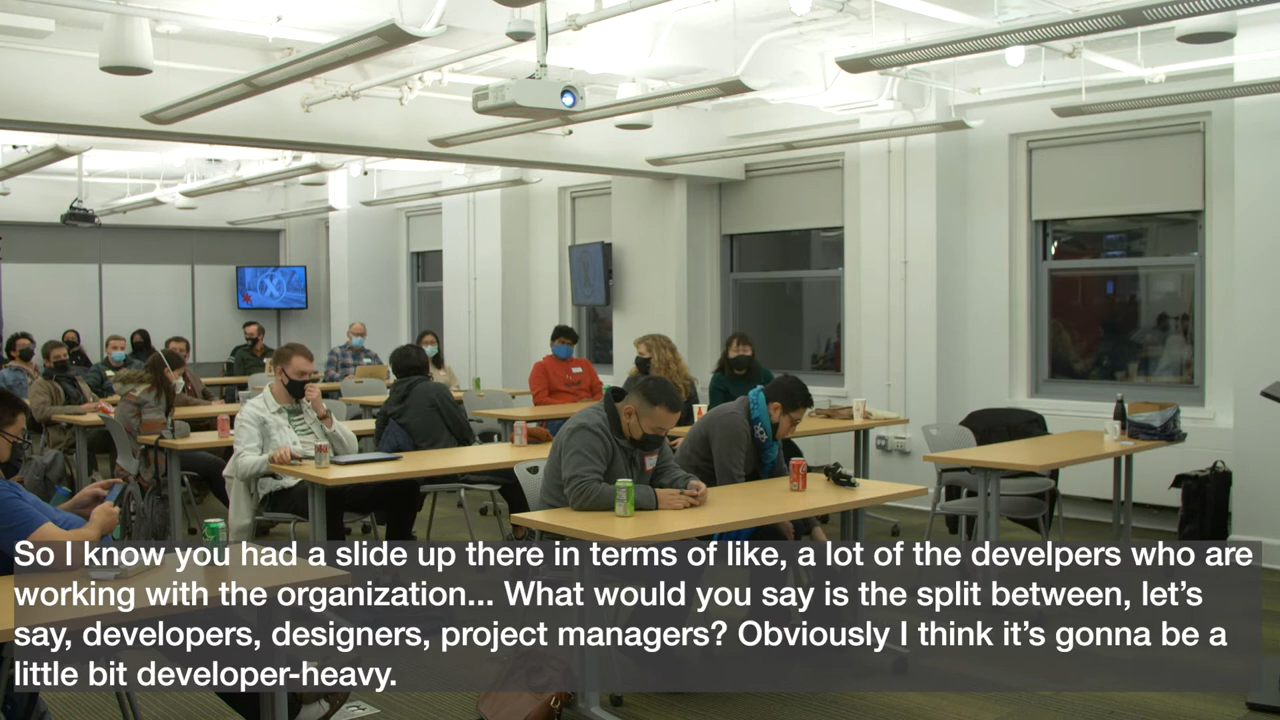 X
So I know you had a slide up there in terms of like, a lot of the develpers who are
working with the organization... What would you say is the split between, let’s
say, developers, designers, project managers? Obviously I think it’s gonna be a
little bit developer-heavy.